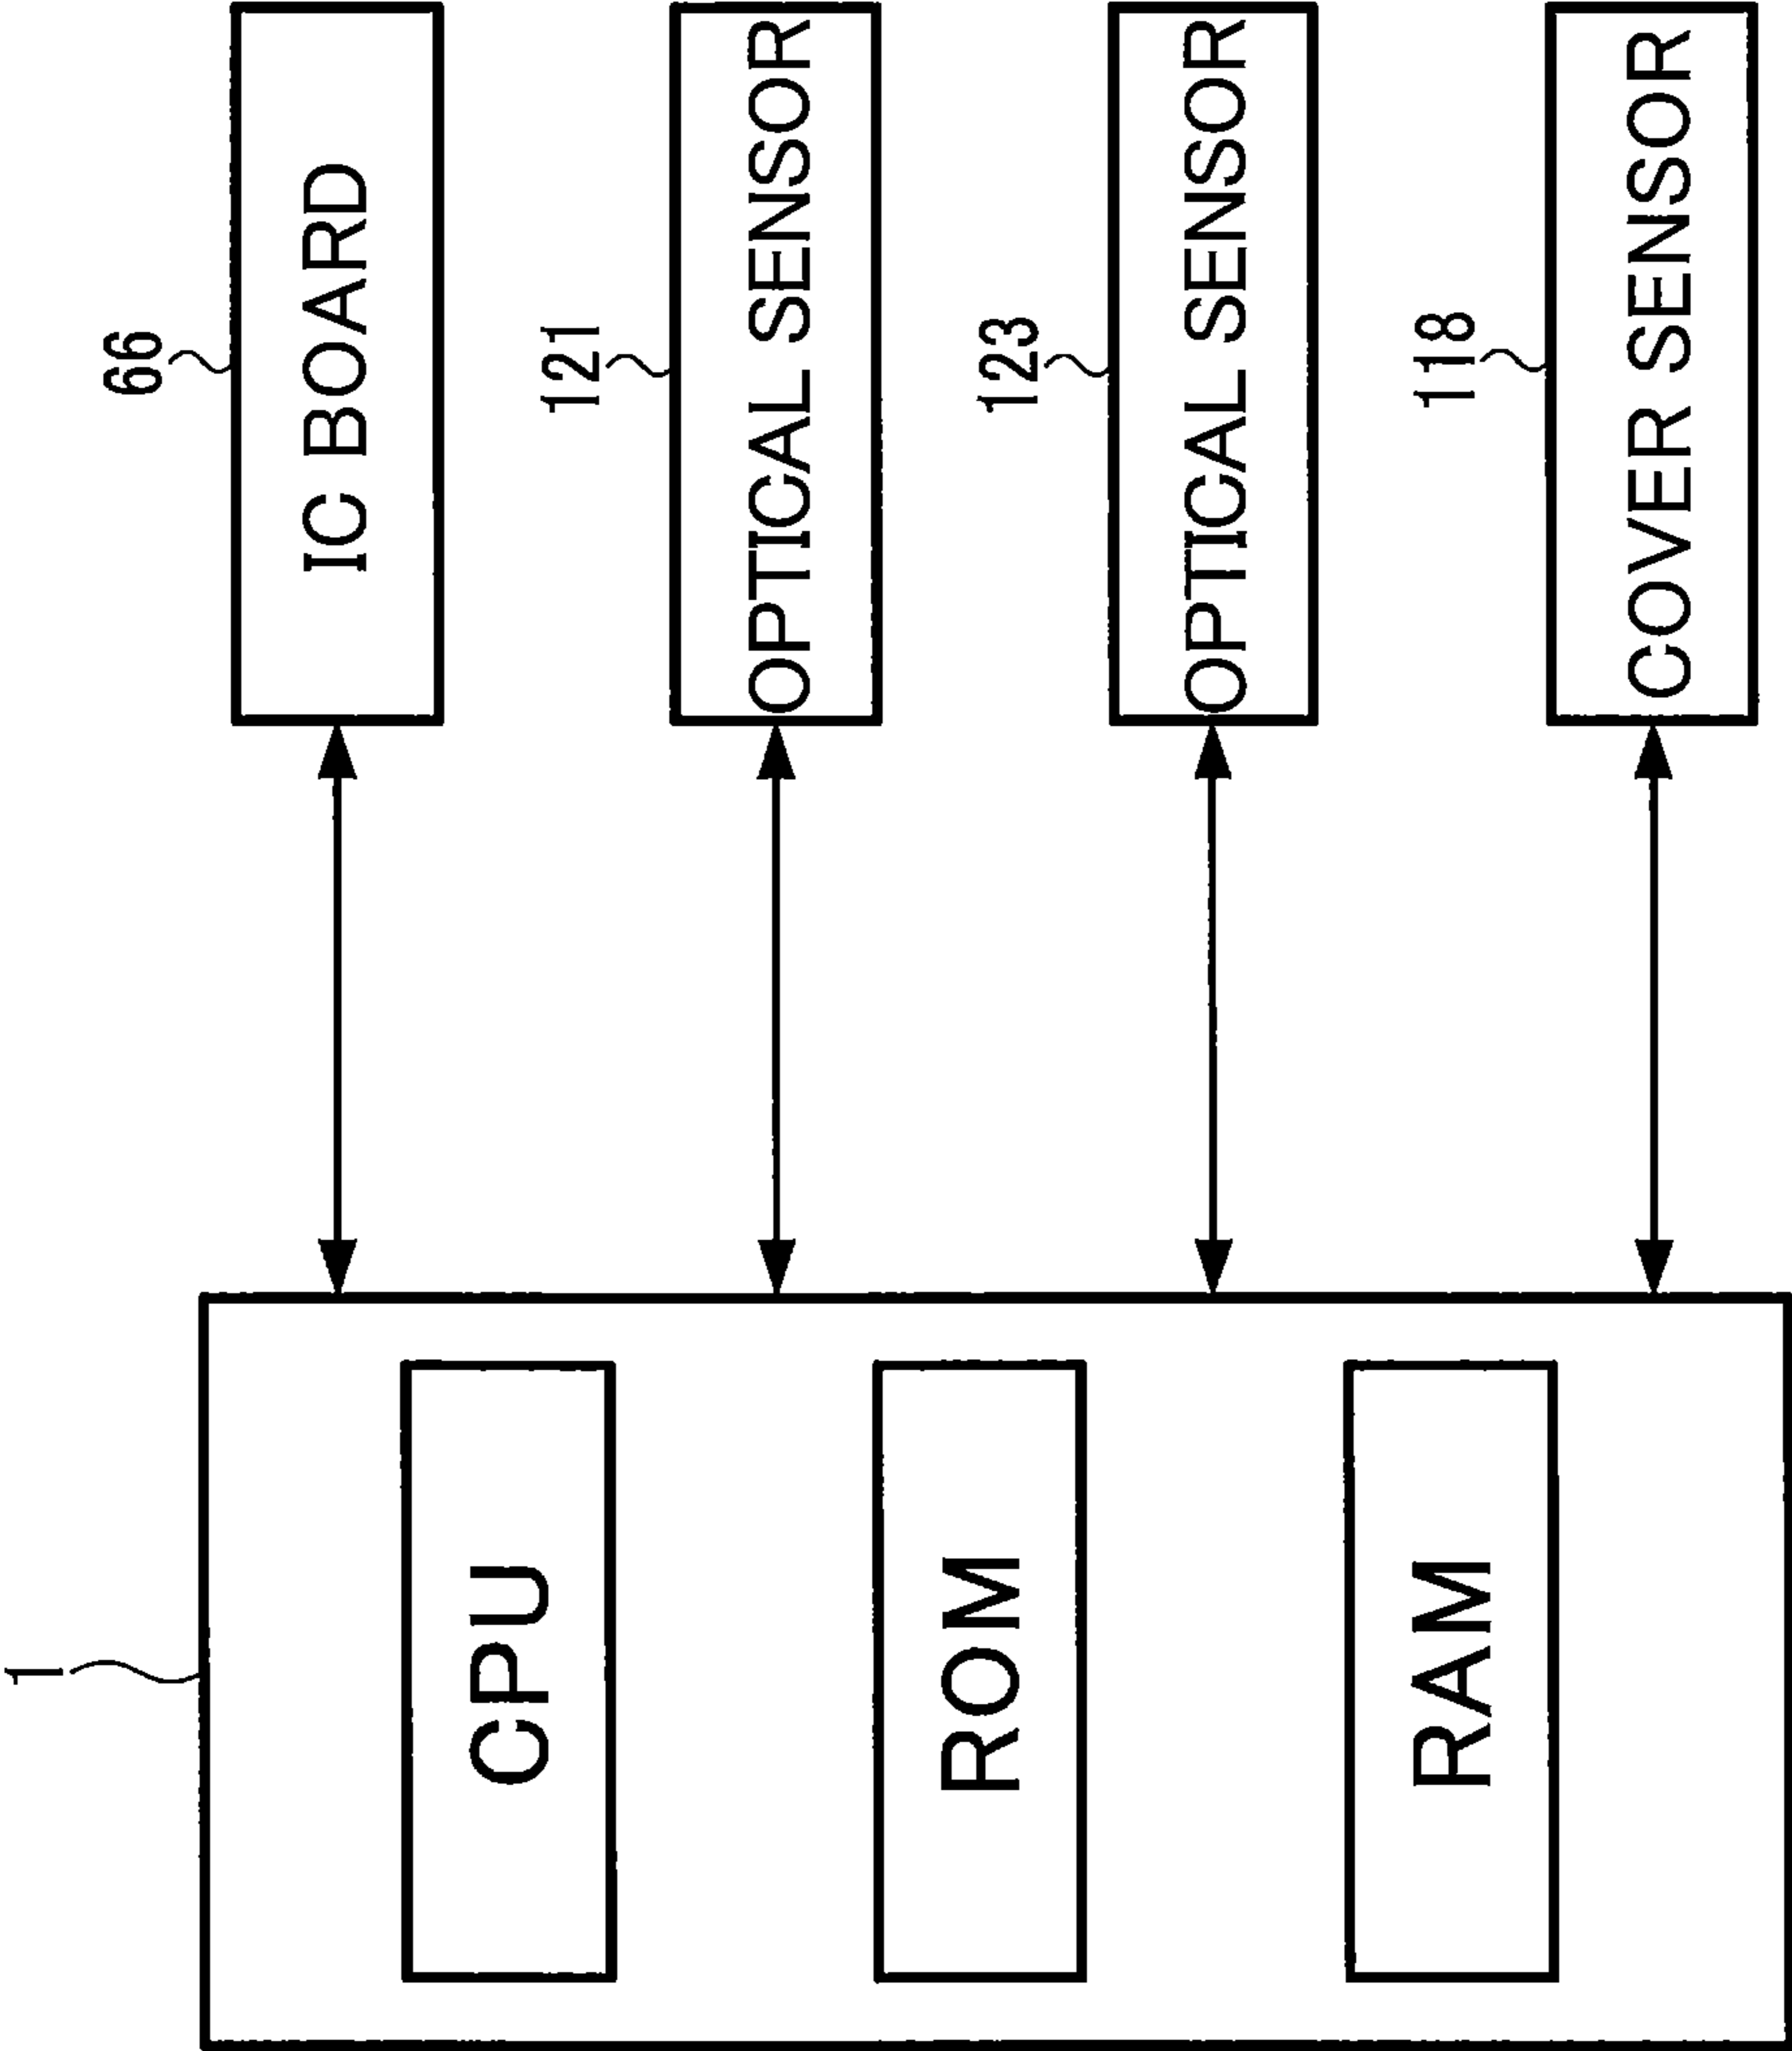 1
CPU
ROM
RAM
66
IC BOARD
121
OPTICAL SENSOR
123
OPTICAL SENSOR
118
COVER SENSOR